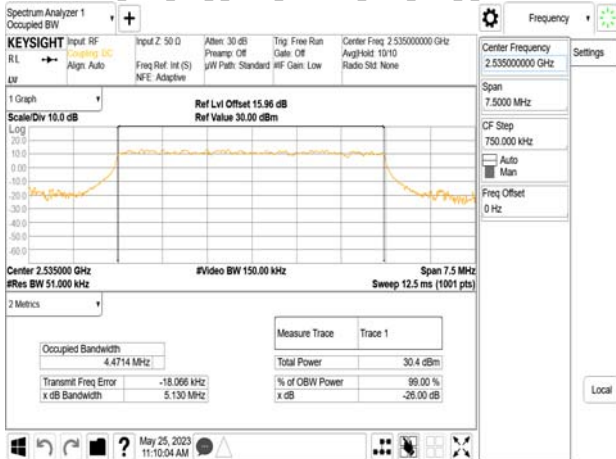 Spectrum Analyzer 1
Occupied BW
+
Frequency
KEYSIGHT
RL
Input: RF
Coupling: DC
Align: Auto
Input Z: 50 Ω
Freq Ref: Int (S)
NFE: Adaptive
Atten: 30 dB
Preamp: Off
µW Path: Standard
Trig: Free Run
Gate: Off
#IF Gain: Low
Center Freq: 2.535000000 GHz
Avg|Hold: 10/10
Radio Std: None
Center Frequency
2.535000000 GHz
Settings
Span
7.5000 MHz
CF Step
750.000 kHz
Auto
Man
Freq Offset
0 Hz
Local
1 Graph
Scale/Div 10.0 dB
Ref Lvl Offset 15.96 dB
Ref Value 30.00 dBm
Log
20.0
10.0
0.00
-10.0
-20.0
-30.0
-40.0
-50.0
-60.0
Center 2.535000 GHz
#Video BW 150.00 kHz
Span 7.5 MHz
#Res BW 51.000 kHz
Sweep 12.5 ms (1001 pts)
2 Metrics
Measure Trace Trace 1
Occupied Bandwidth
4.4714 MHz
Total Power 30.4 dBm
Transmit Freq Error -18.066 kHz
% of OBW Power 99.00 %
x dB Bandwidth 5.130 MHz
x dB -26.00 dB
?
May 25, 2023
11:10:04 AM